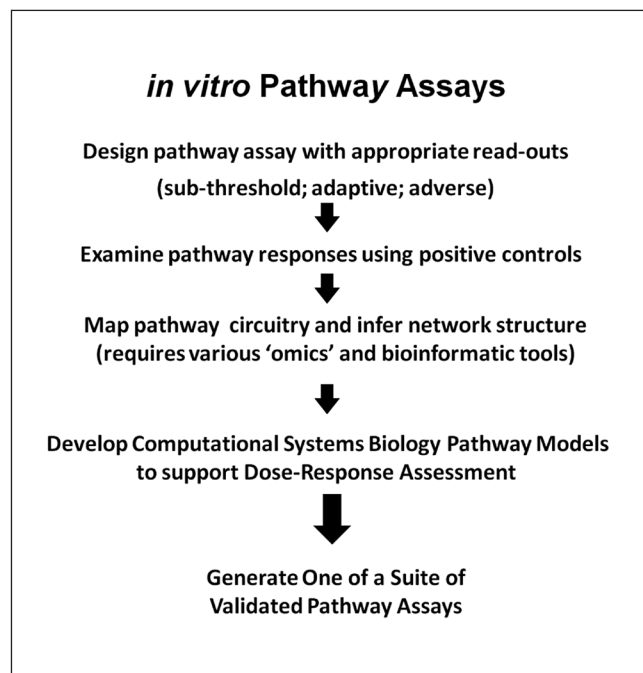 in vitro Pathway Assays
Design pathway assay with appropriate read-outs
(sub-threshold; adaptive; adverse)
Examine pathway responses using positive controls
Map pathway circuitry and infer network structure
(requires various ‘omics’ and bioinformatic tools)
Develop Computational Systems Biology Pathway Models
to support Dose-Response Assessment
Generate One of a Suite of
Validated Pathway Assays